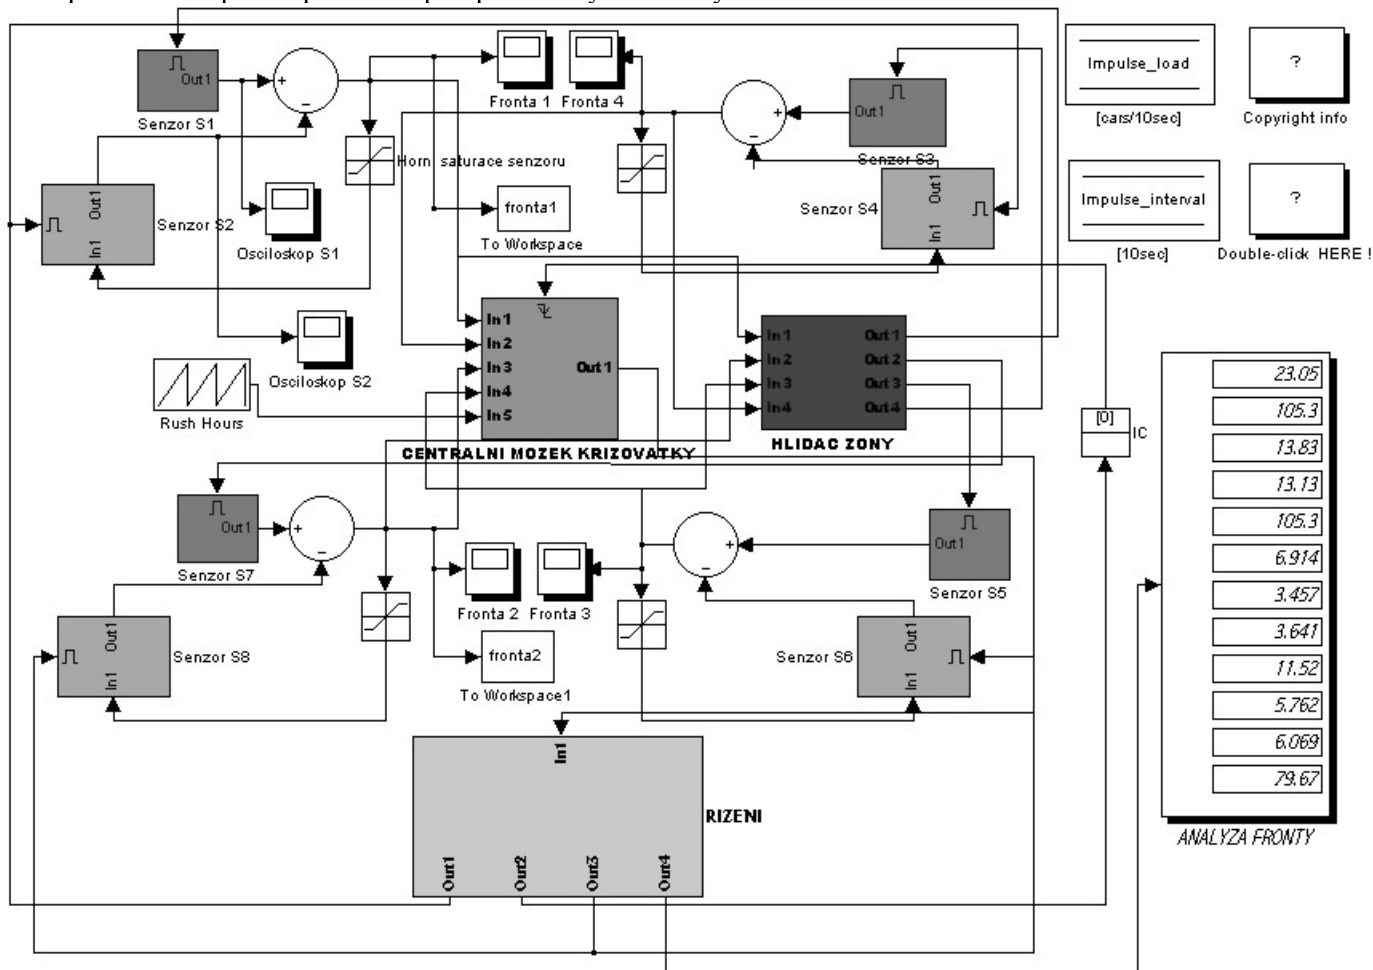 Out1
Senzor S1
Fronta 1
Fronta 4
Out1
Senzor S3
Impulse_load
[cars/10sec]
?
Copyright info
Horn saturace senzoru
Out1
In1
Senzor S2
Osciloskop S1
fronta1
To Workspace
Senzor S4
Out1
In1
Impulse_interval
[10sec]
?
Double-click HERE !
Osciloskop S2
Rush Hours
In1
In2
In3
In4
In5
Out1
CENTRALNI MOZEK KRIZOVATKY
In1
In2
In3
In4
Out1
Out2
Out3
Out4
HLIDAC ZONY
[0]
IC
Out1
Senzor S7
Fronta 2
Fronta 3
Out1
Senzor S5
Out1
In1
Senzor S8
fronta2
To Workspace1
Senzor S6
Out1
In1
In1
RIZENI
Out1
Out2
Out3
Out4
23.05
105.3
13.83
13.13
105.3
6.914
3.457
3.641
11.52
5.762
6.069
79.67
ANALYZA FRONTY